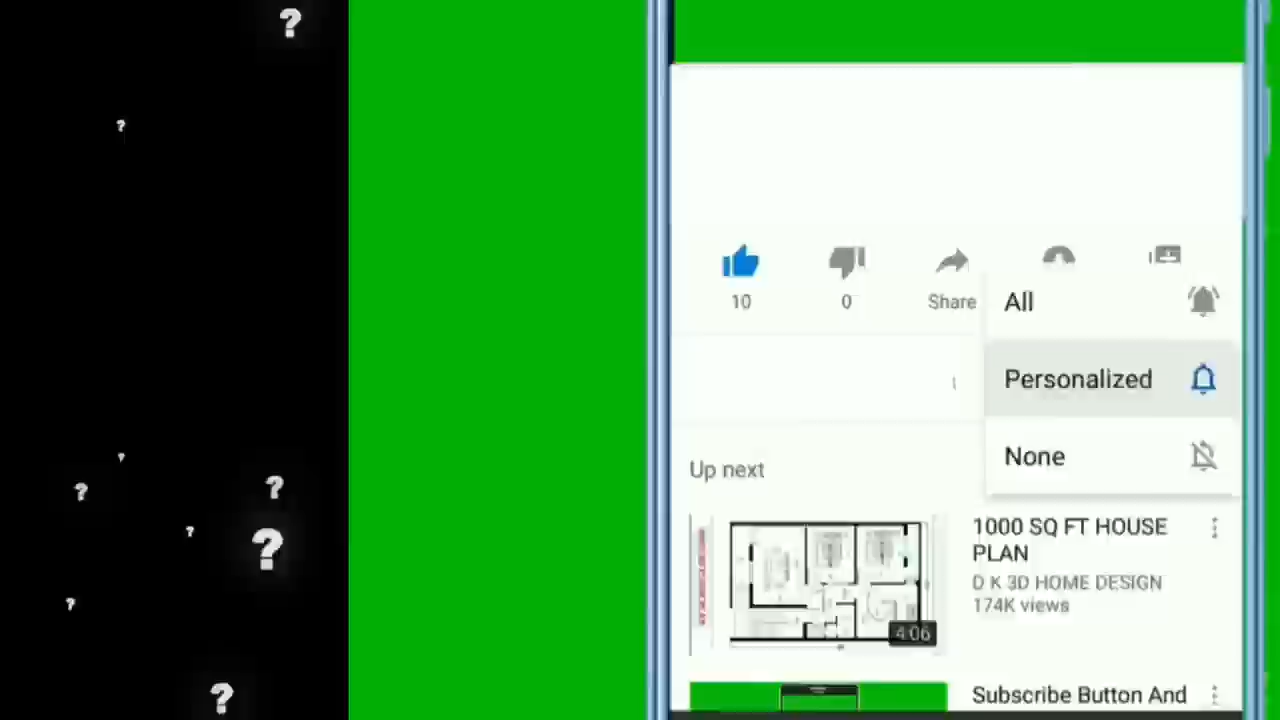 ?
?
?
?
?
?
?
?
?
10
0
Share
All
Personalized
None
Up next
1000 SQ FT HOUSE
PLAN
D K 3D HOME DESIGN
174K views
4:06
Subscribe Button And